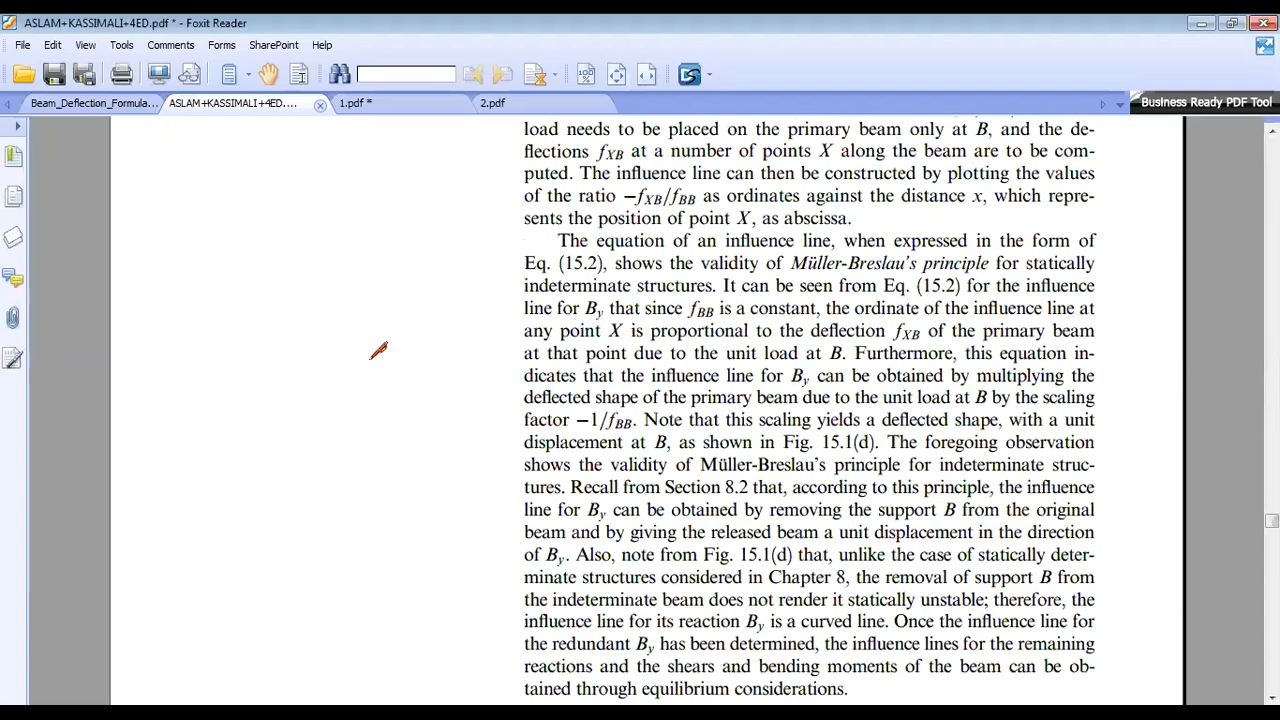 ASLAM+KASSIMALI+4ED.pdf * - Foxit Reader
File Edit View Tools Comments Forms SharePoint Help
Beam_Deflection_Formula... ASLAM+KASSIMALI+4ED.... 1.pdf * 2.pdf Business Ready PDF Tool
load needs to be placed on the primary beam only at B, and the de-
flections fXB at a number of points X along the beam are to be com-
puted. The influence line can then be constructed by plotting the values
of the ratio −fXB/fBB as ordinates against the distance x, which repre-
sents the position of point X, as abscissa.
The equation of an influence line, when expressed in the form of
Eq. (15.2), shows the validity of Müller-Breslau's principle for statically
indeterminate structures. It can be seen from Eq. (15.2) for the influence
line for By that since fBB is a constant, the ordinate of the influence line at
any point X is proportional to the deflection fXB of the primary beam
at that point due to the unit load at B. Furthermore, this equation in-
dicates that the influence line for By can be obtained by multiplying the
deflected shape of the primary beam due to the unit load at B by the scaling
factor −1/fBB. Note that this scaling yields a deflected shape, with a unit
displacement at B, as shown in Fig. 15.1(d). The foregoing observation
shows the validity of Müller-Breslau's principle for indeterminate struc-
tures. Recall from Section 8.2 that, according to this principle, the influence
line for By can be obtained by removing the support B from the original
beam and by giving the released beam a unit displacement in the direction
of By. Also, note from Fig. 15.1(d) that, unlike the case of statically deter-
minate structures considered in Chapter 8, the removal of support B from
the indeterminate beam does not render it statically unstable; therefore, the
influence line for its reaction By is a curved line. Once the influence line for
the redundant By has been determined, the influence lines for the remaining
reactions and the shears and bending moments of the beam can be ob-
tained through equilibrium considerations.